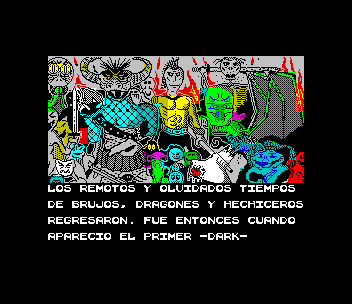 LOS REMOTOS Y OLVIDADOS TIEMPOS
DE BRUJOS, DRAGONES Y HECHICEROS
REGRESARON. FUE ENTONCES CUANDO
APARECIO EL PRIMER -DARK-